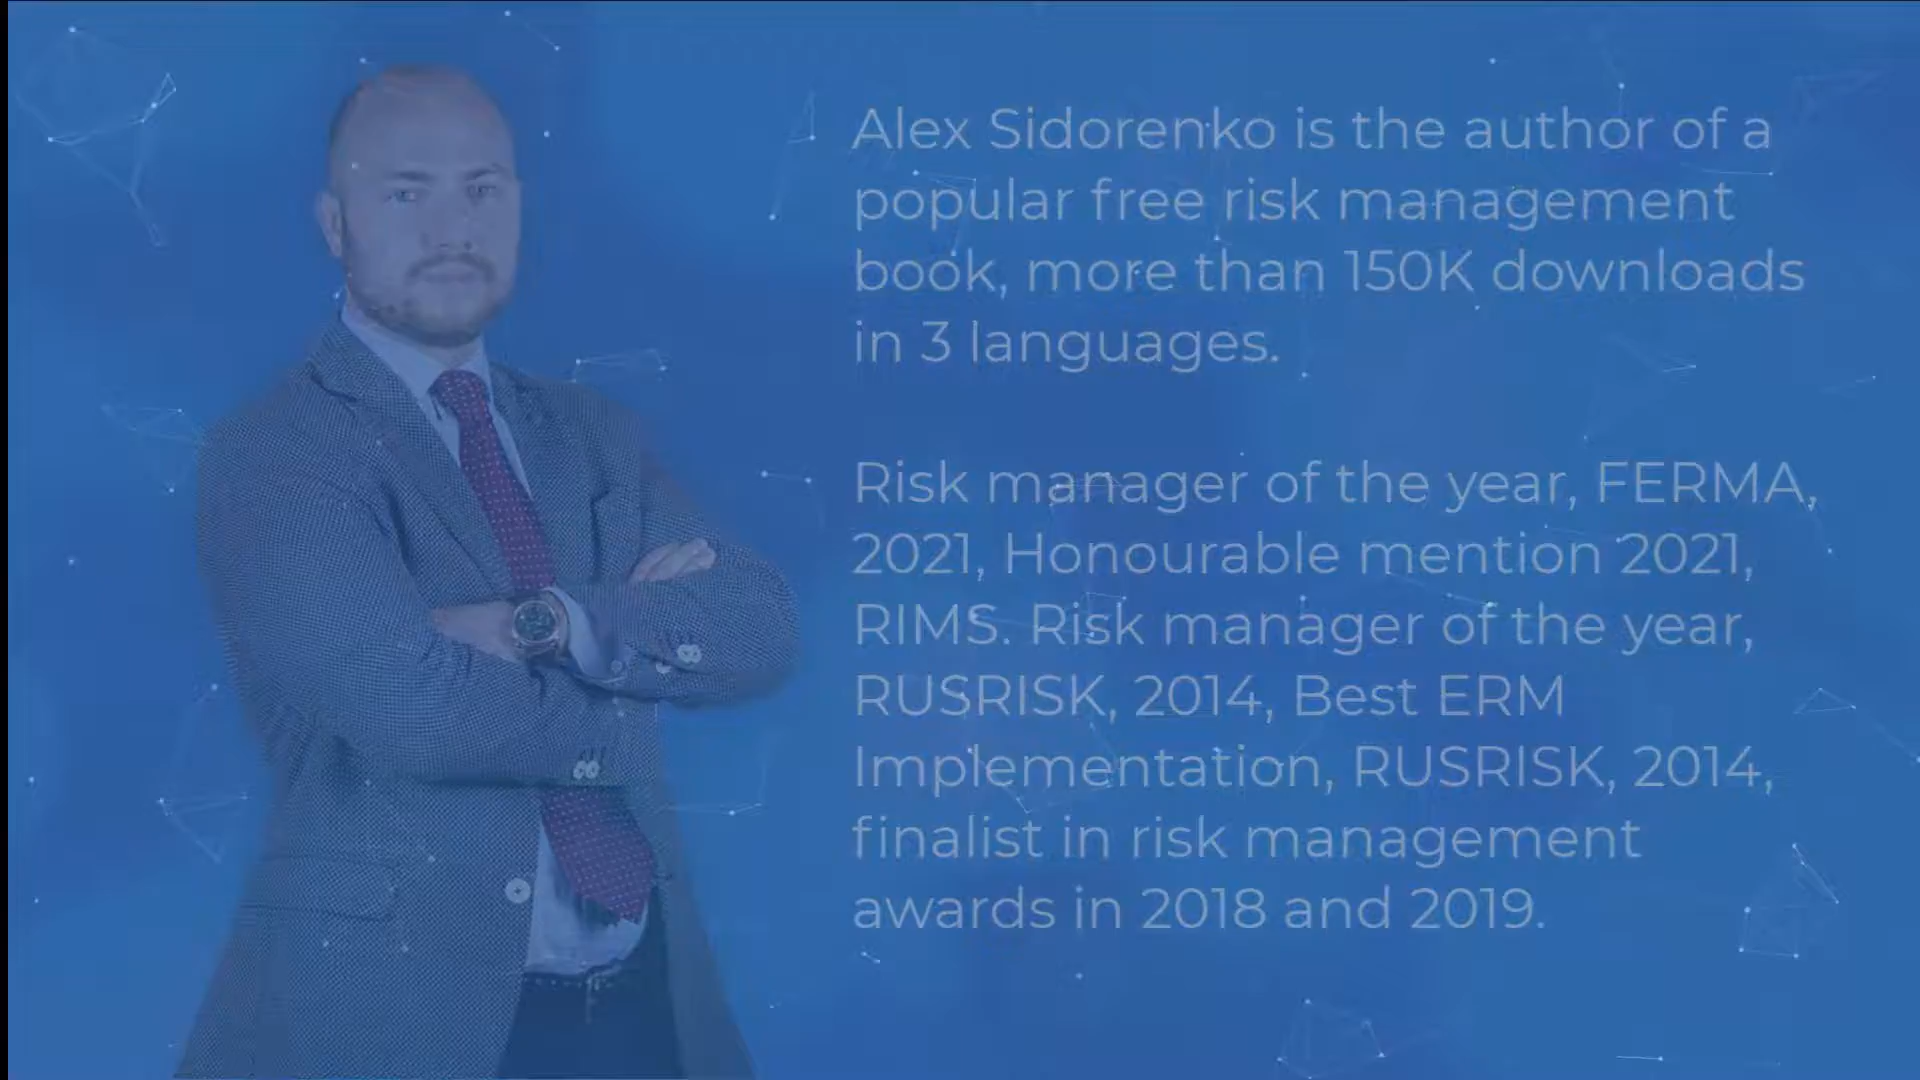 Alex Sidorenko is the author of a
popular free risk management
book, more than 150K downloads
in 3 languages.
Risk manager of the year, FERMA,
2021, Honourable mention 2021,
RIMS. Risk manager of the year,
RUSRISK, 2014, Best ERM
Implementation, RUSRISK, 2014,
finalist in risk management
awards in 2018 and 2019.